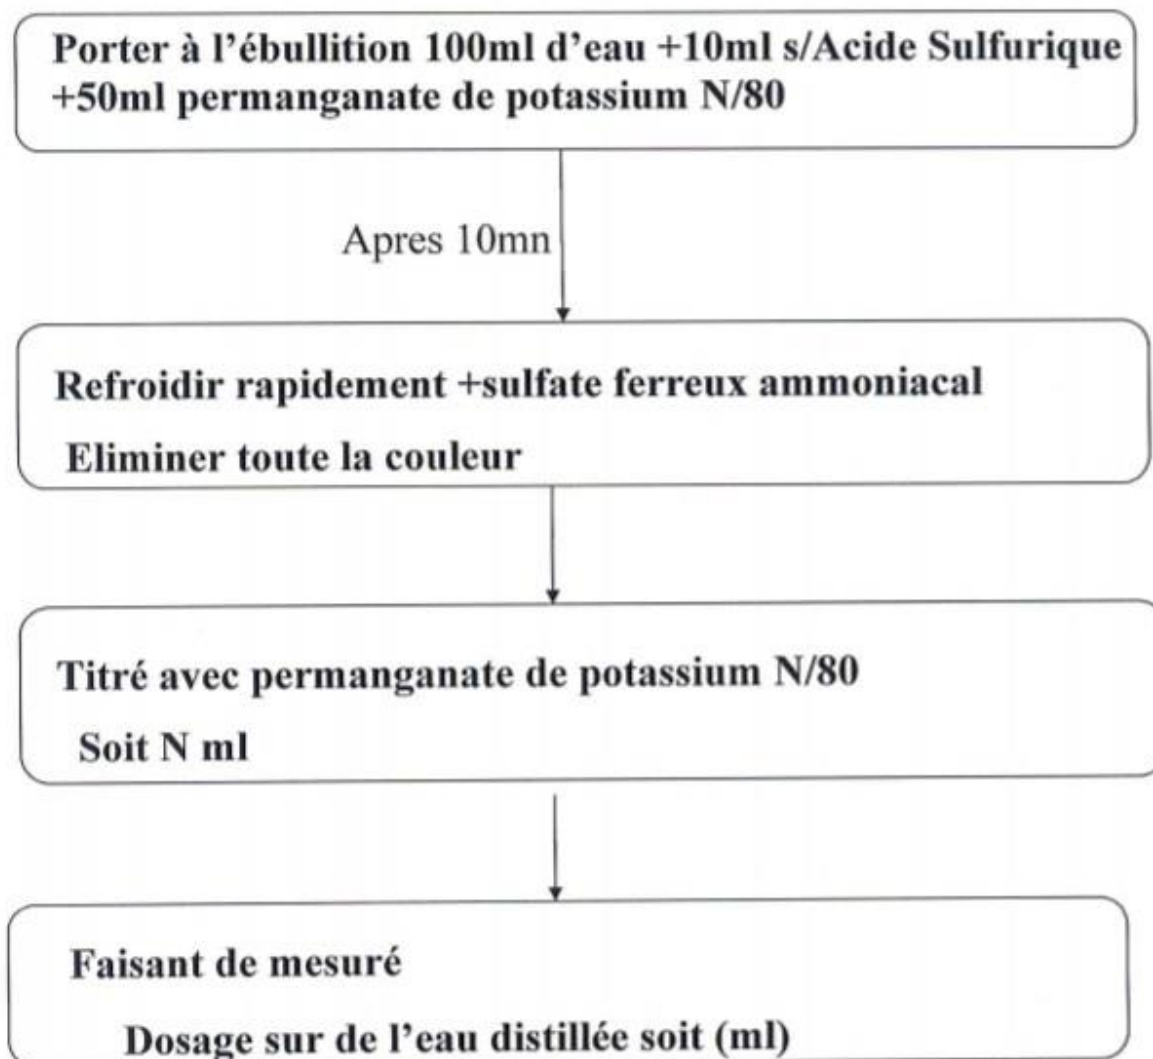 Porter à l’ébullition 100ml d’eau +10ml s/Acide Sulfurique
+50ml permanganate de potassium N/80
Apres 10mn
Refroidir rapidement +sulfate ferreux ammoniacal
Eliminer toute la couleur
Titré avec permanganate de potassium N/80
Soit N ml
Faisant de mesuré
Dosage sur de l’eau distillée soit (ml)